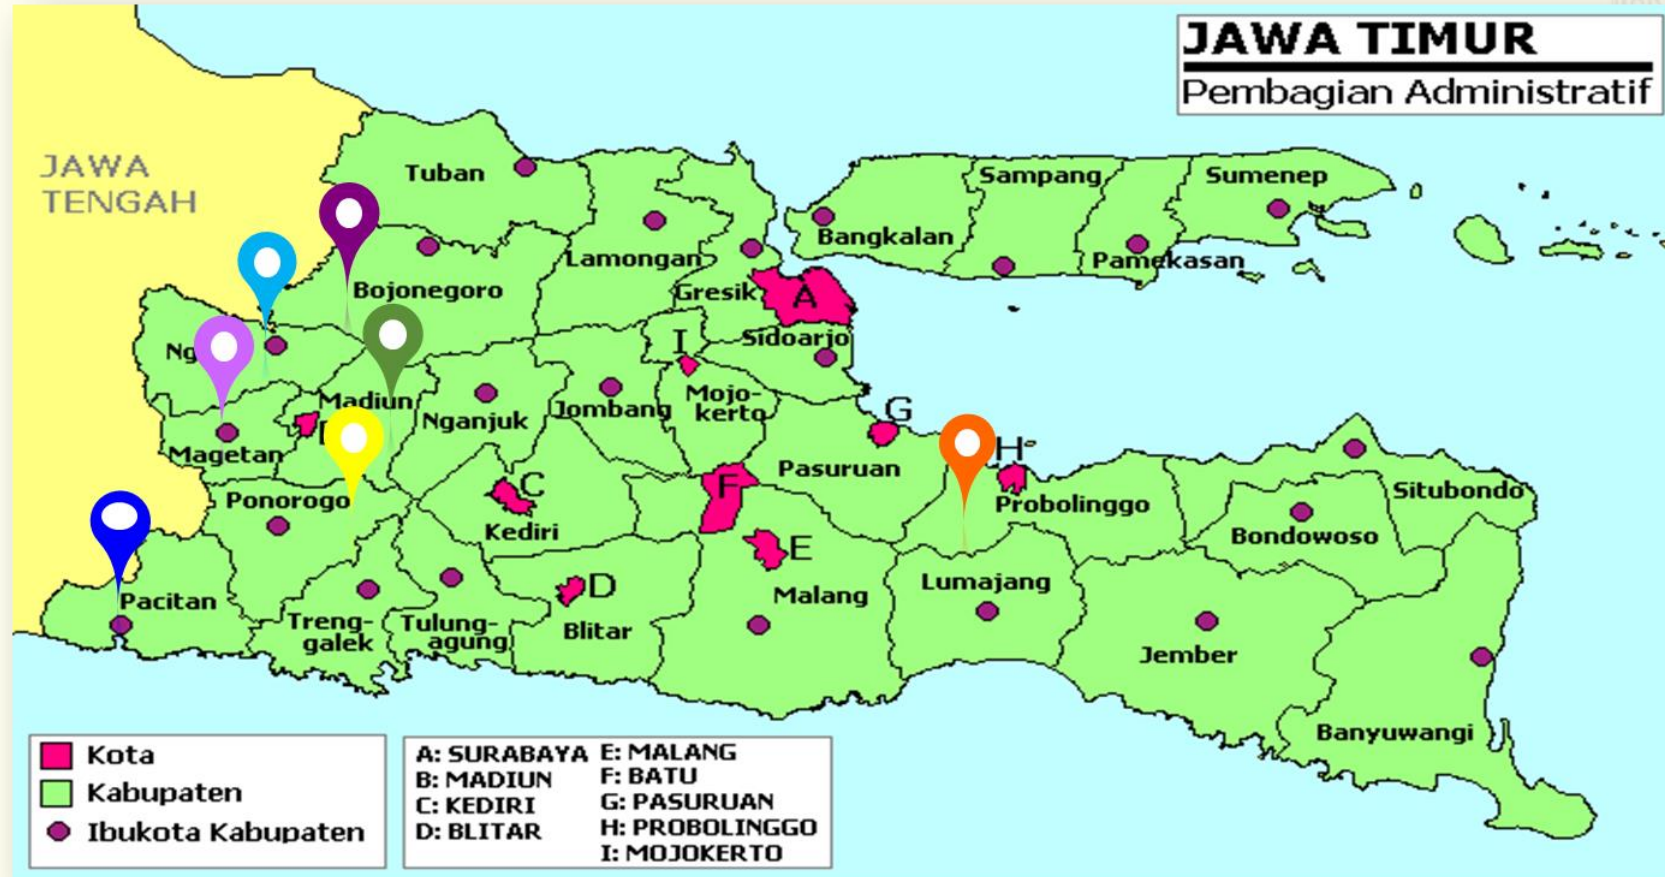 JAWA TIMUR
Pembagian Administratif
JAWA
TENGAH
Tuban
Sampang
Sumenep
Bangkalan
Pamekasan
Lamongan
Bojonegoro
Gresik
A
Sidoarjo
I
Ng
Madiun
Nganjuk
Jombang
Mojo-
kerto
G
H
Magetan
Pasuruan
Ponorogo
C
F
Probolinggo
Situbondo
Kediri
Bondowoso
E
D
Pacitan
Lumajang
Malang
Treng-
galek
Tulung-
agung
Blitar
Jember
Banyuwangi
Kota
Kabupaten
Ibukota Kabupaten
A: SURABAYA
B: MADIUN
C: KEDIRI
D: BLITAR
E: MALANG
F: BATU
G: PASURUAN
H: PROBOLINGGO
I: MOJOKERTO